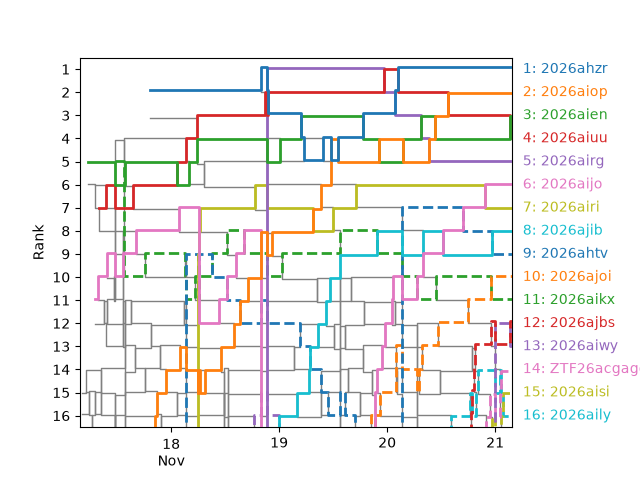 1
2
3
4
5
6
7
8
9
10
11
12
13
14
15
16
Rank
18
19
20
21
Nov
1: 2026ahzr
2: 2026aiop
3: 2026aien
4: 2026aiuu
5: 2026airg
6: 2026aijo
7: 2026airi
8: 2026ajib
9: 2026ahtv
10: 2026ajoi
11: 2026aikx
12: 2026ajbs
13: 2026aiwy
14: ZTF26acgag
15: 2026aisi
16: 2026aily